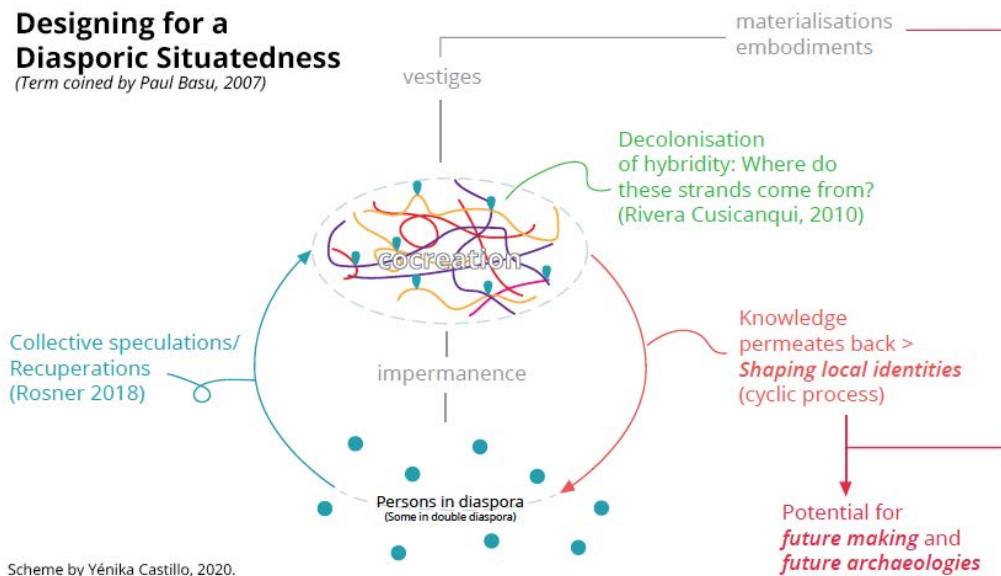 Designing for a
Diasporic Situatedness
(Term coined by Paul Basu, 2007)
materialisations
embodiments
vestiges
Decolonisation
of hybridity: Where do
these strands come from?
(Rivera Cusicanqui, 2010)
cocreation
Collective speculations/
Recuperations
(Rosner 2018)
impermanence
Knowledge
permeates back >
Shaping local identities
(cyclic process)
Persons in diaspora
(Some in double diaspora)
Potential for
future making and
future archaeologies
Scheme by Yénika Castillo, 2020.